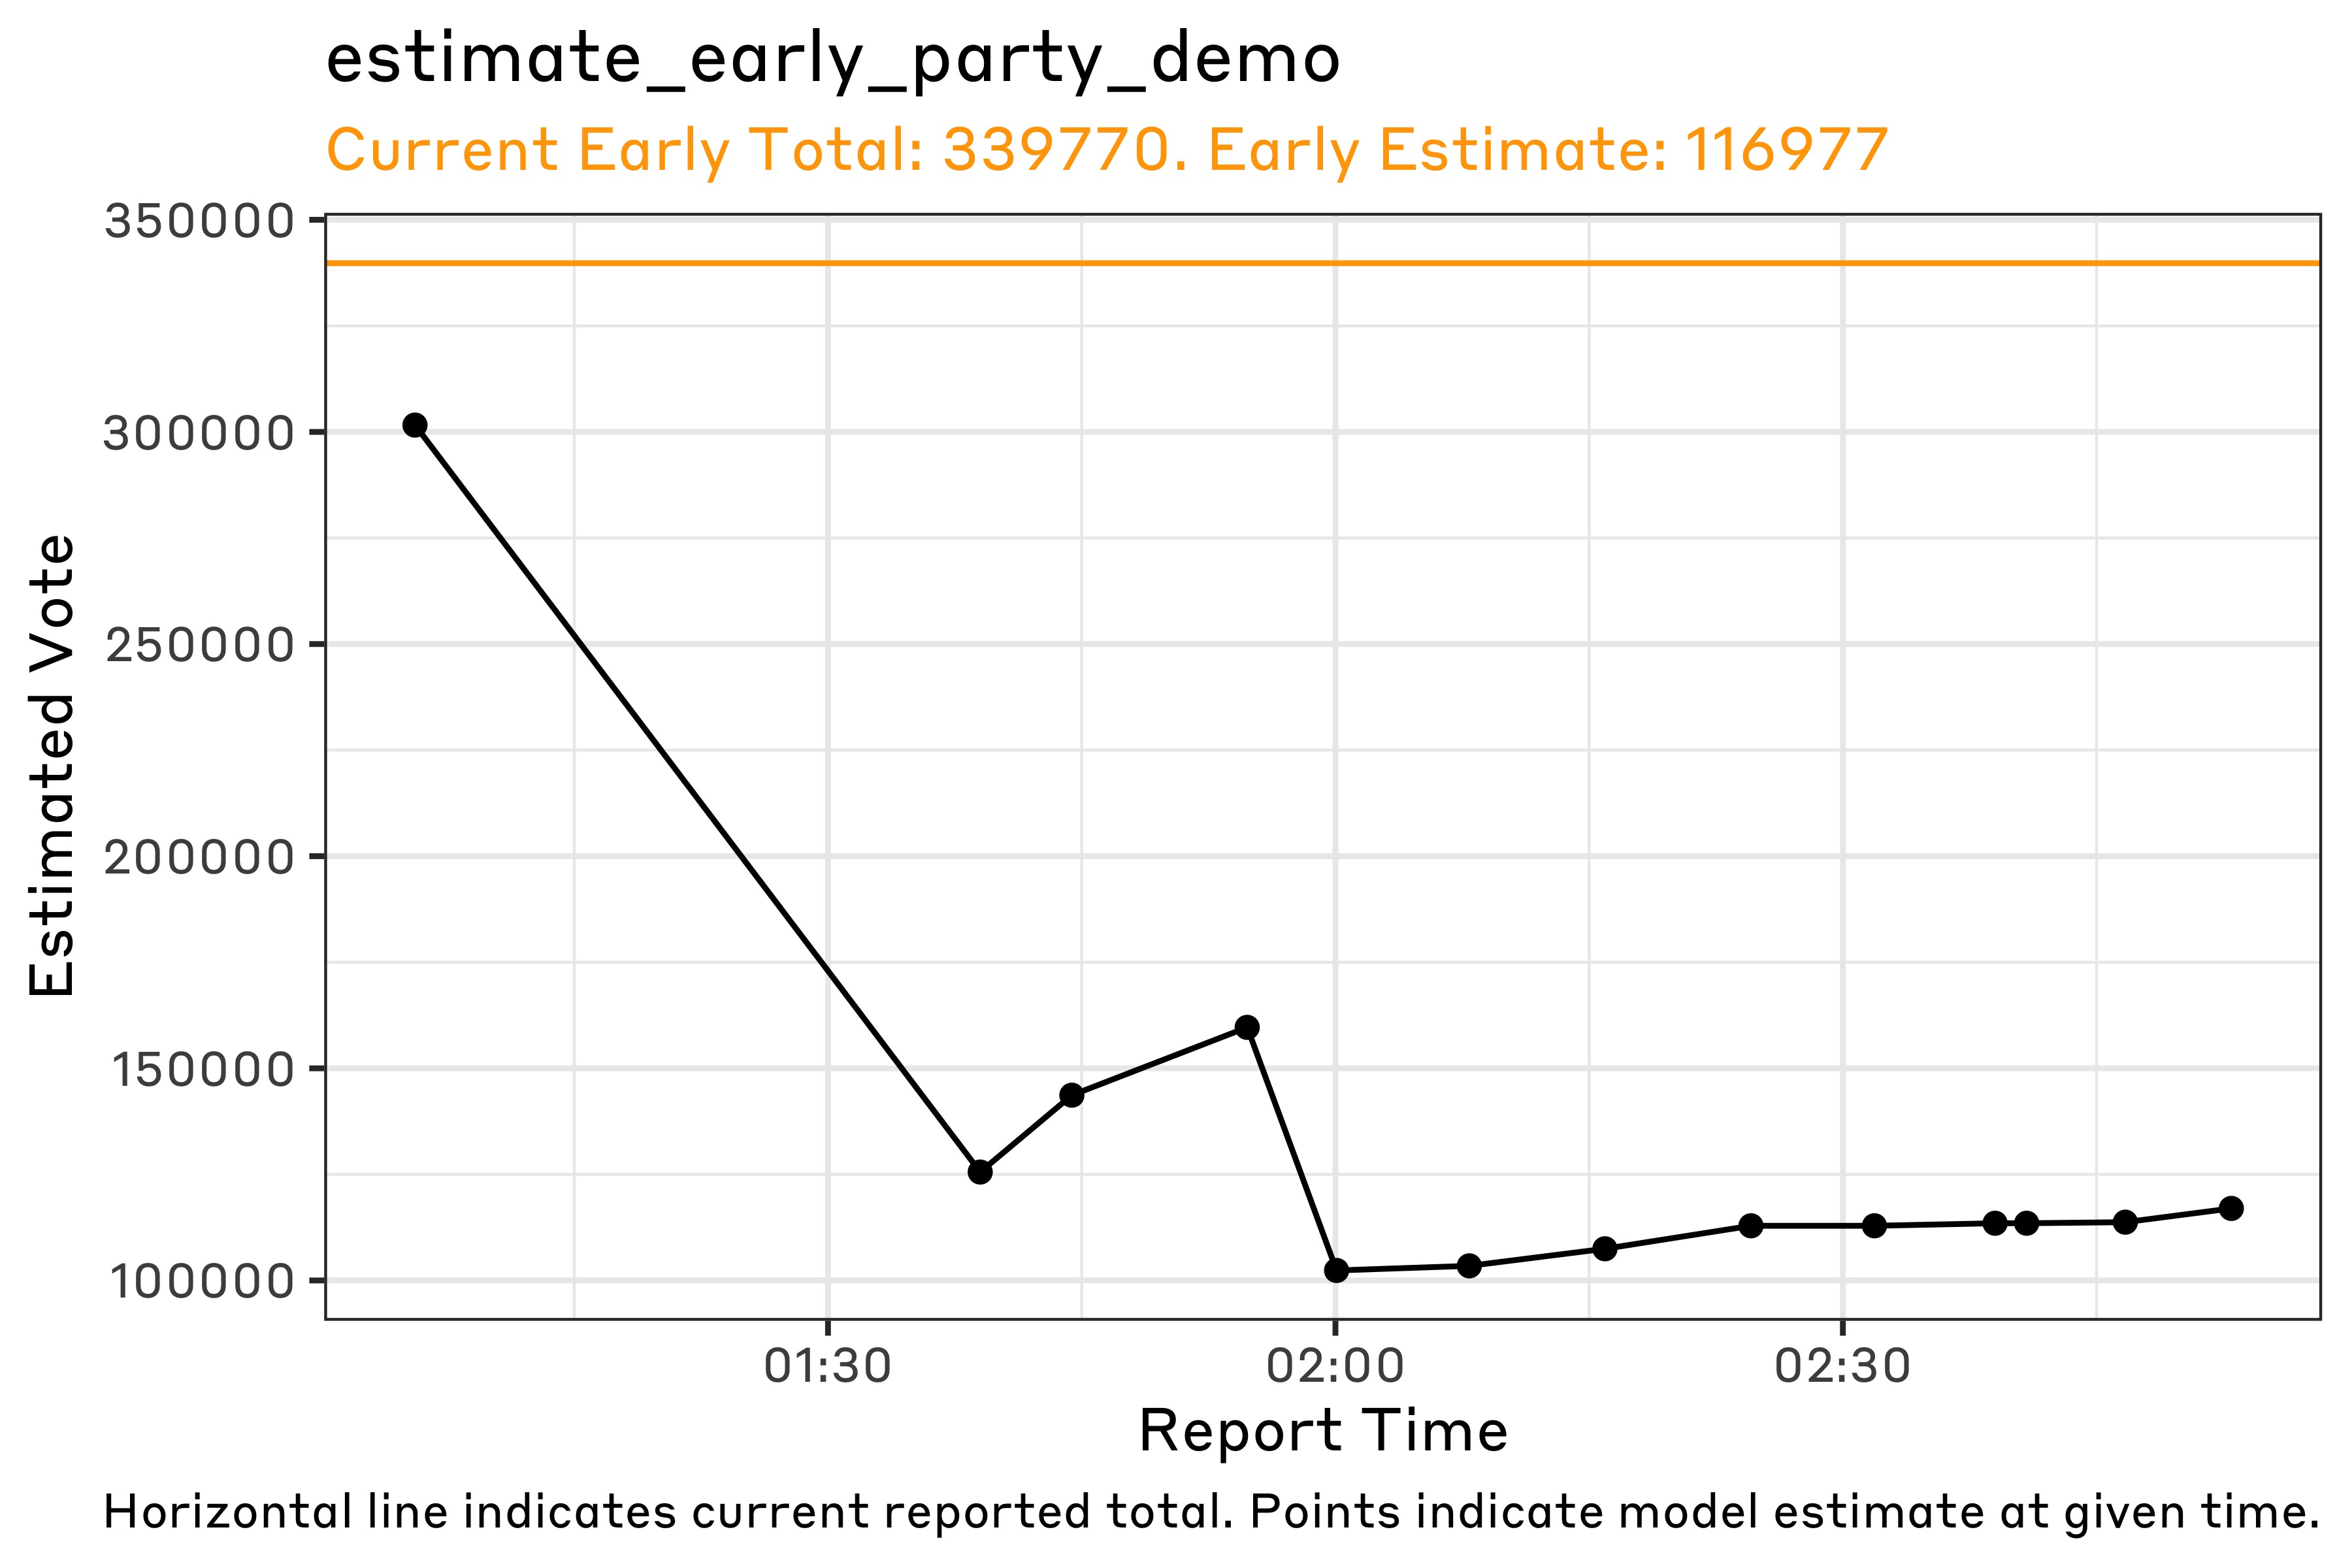 estimate_early_party_demo
Current Early Total: 339770. Early Estimate: 116977
350000
300000
250000
200000
150000
100000
Estimated Vote
01:30 02:00 02:30
Report Time
Horizontal line indicates current reported total. Points indicate model estimate at given time.